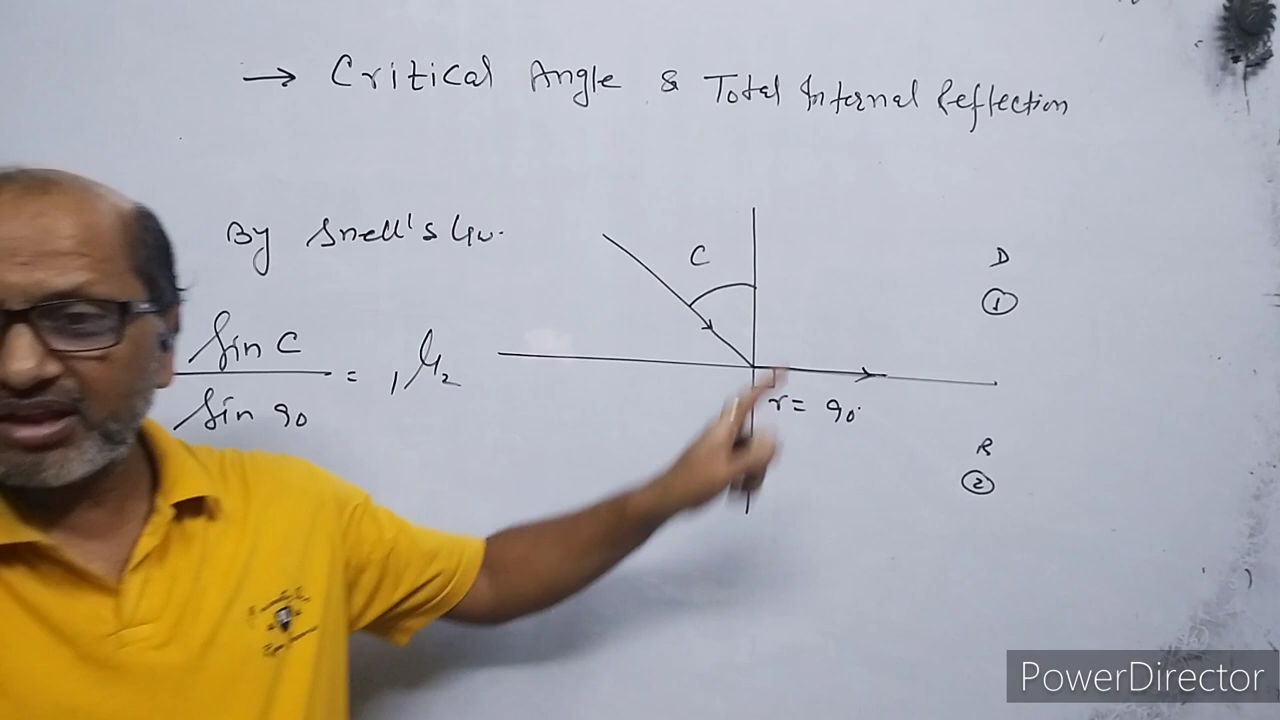 → Critical Angle & Total Internal Reflection
By Snell's Law.
C
D
①
Sin C
Sin 90
= ₁μ₂
r = 90°
R
②
PowerDirector